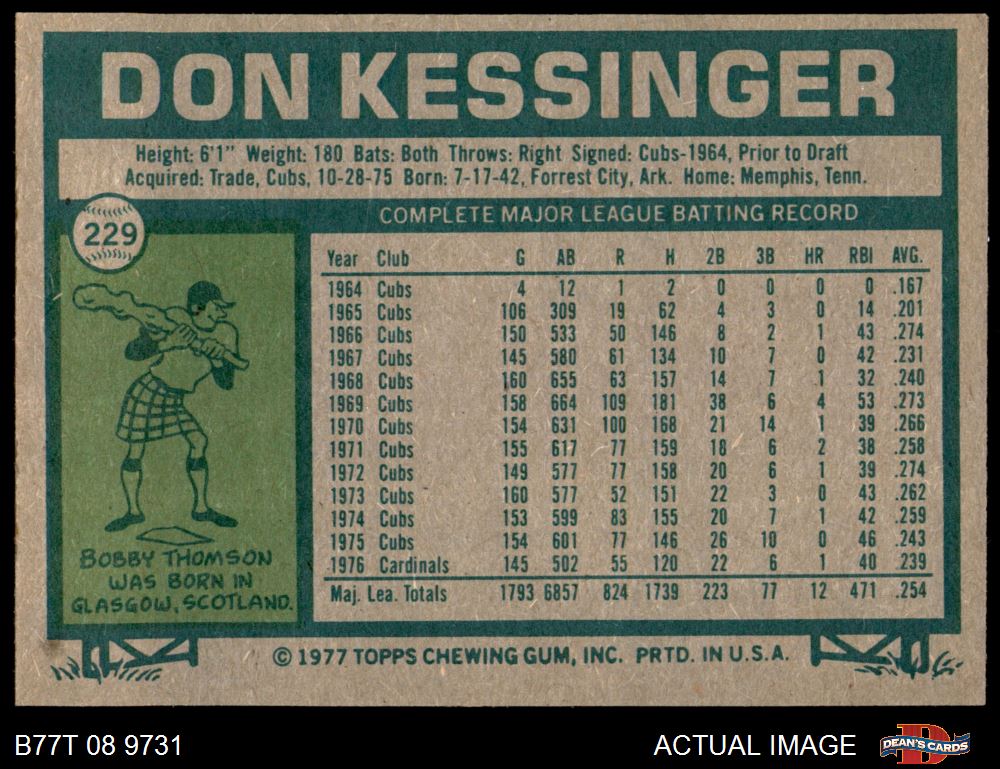 DON KESSINGER
Height: 6'1" Weight: 180 Bats: Both Throws: Right Signed: Cubs-1964, Prior to Draft
Acquired: Trade, Cubs, 10-28-75 Born: 7-17-42, Forrest City, Ark. Home: Memphis, Tenn.
229
COMPLETE MAJOR LEAGUE BATTING RECORD
Year Club G AB R H 2B 3B HR RBI AVG.
1964 Cubs 4 12 1 2 0 0 0 0 .167
1965 Cubs 106 309 19 62 4 3 0 14 .201
1966 Cubs 150 533 50 146 8 2 1 43 .274
1967 Cubs 145 580 61 134 10 7 0 42 .231
1968 Cubs 160 655 63 157 14 7 1 32 .240
1969 Cubs 158 664 109 181 38 6 4 53 .273
1970 Cubs 154 631 100 168 21 14 1 39 .266
1971 Cubs 155 617 77 159 18 6 2 38 .258
1972 Cubs 149 577 77 158 20 6 1 39 .274
1973 Cubs 160 577 52 151 22 3 0 43 .262
1974 Cubs 153 599 83 155 20 7 1 42 .259
1975 Cubs 154 601 77 146 26 10 0 46 .243
1976 Cardinals 145 502 55 120 22 6 1 40 .239
Maj. Lea. Totals 1793 6857 824 1739 223 77 12 471 .254
BOBBY THOMSON
WAS BORN IN
GLASGOW, SCOTLAND.
© 1977 TOPPS CHEWING GUM, INC. PRTD. IN U.S.A.
B77T 08 9731
ACTUAL IMAGE
DEAN'S CARDS